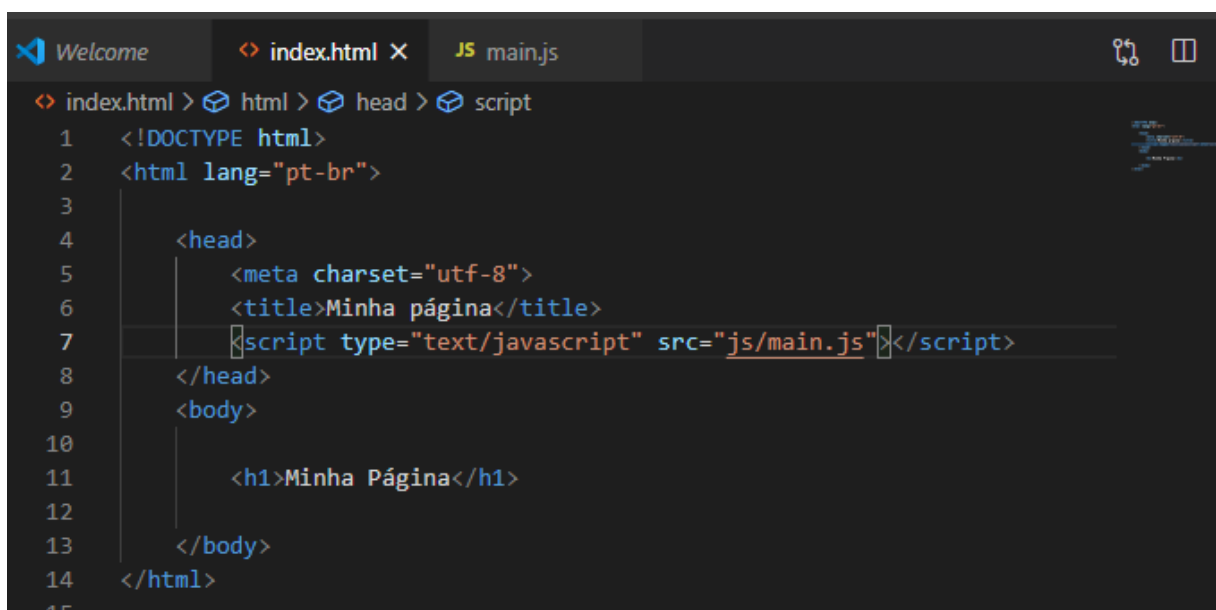 Welcome index.html JS main.js
index.html > html > head > script
1 <!DOCTYPE html>
2 <html lang="pt-br">
3
4 <head>
5 <meta charset="utf-8">
6 <title>Minha página</title>
7 <script type="text/javascript" src="js/main.js"></script>
8 </head>
9 <body>
10
11 <h1>Minha Página</h1>
12
13 </body>
14 </html>
15